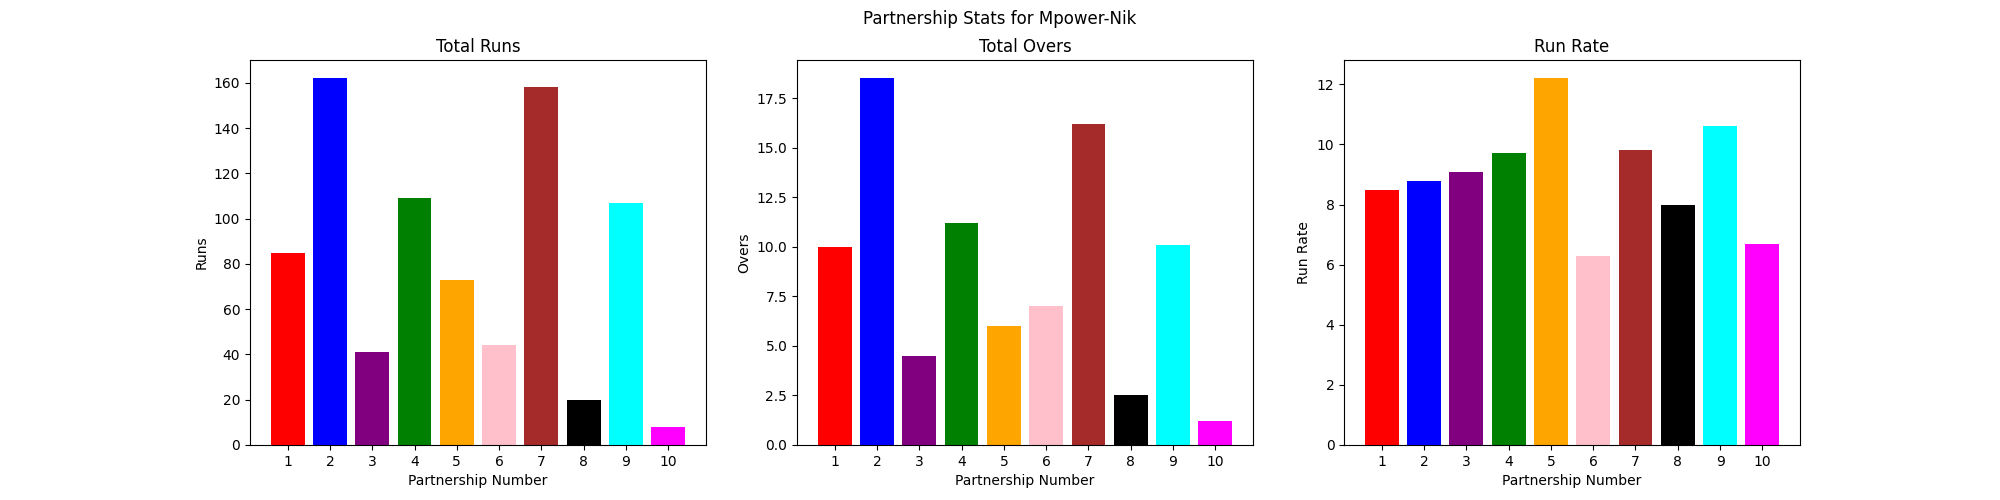 Partnership Stats for Mpower-Nik
Total Runs
Runs
160
140
120
100
80
60
40
20
0
1 2 3 4 5 6 7 8 9 10
Partnership Number
Total Overs
Overs
17.5
15.0
12.5
10.0
7.5
5.0
2.5
0.0
1 2 3 4 5 6 7 8 9 10
Partnership Number
Run Rate
Run Rate
12
10
8
6
4
2
0
1 2 3 4 5 6 7 8 9 10
Partnership Number